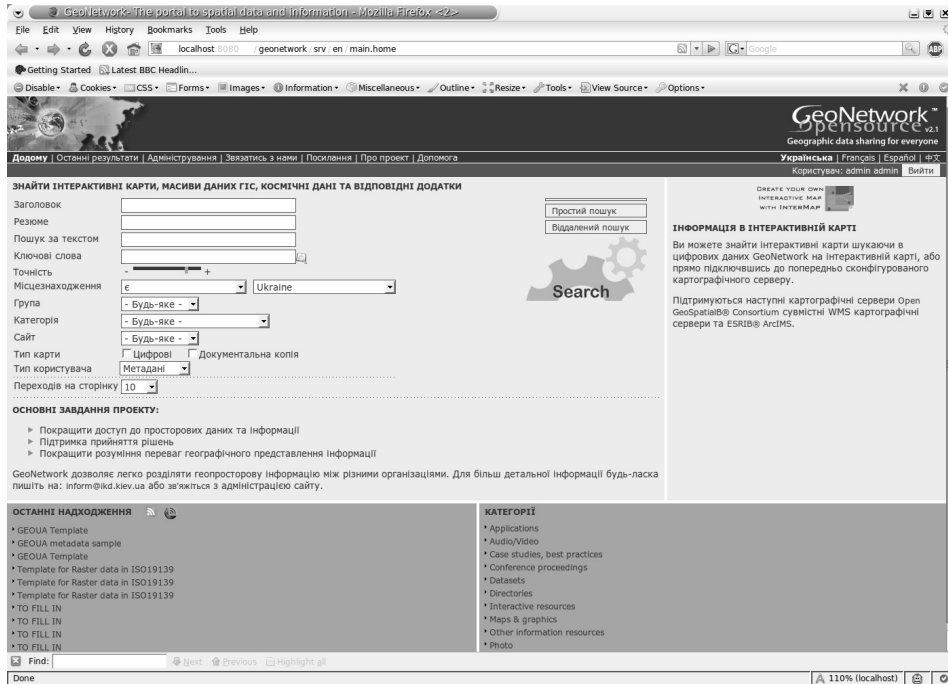 GeoNetwork - The portal to spatial data and information - Mozilla Firefox <2>
File Edit View History Bookmarks Tools Help
localhost:8080 / geonetwork / srv / en / main.home
Google
ABP
Getting Started Latest BBC Headlin...
Disable Cookies CSS Forms Images Information Miscellaneous Outline Resize Tools View Source Options
GeoNetwork™
Opensource v2.1
Geographic data sharing for everyone
Додому | Останні результати | Адміністрування | Звязатись з нами | Посилання | Про проект | Допомога
Українська | Français | Español | 中文
Користувач: admin admin Вийти
ЗНАЙТИ ІНТЕРАКТИВНІ КАРТИ, МАСИВИ ДАНИХ ГІС, КОСМІЧНІ ДАНІ ТА ВІДПОВІДНІ ДОДАТКИ
Заголовок
Резюме
Пошук за текстом
Ключові слова
Точність - +
Місцезнаходження є Ukraine
Група - Будь-яке -
Категорія - Будь-яке -
Сайт - Будь-яке -
Тип карти Цифрові Документальна копія
Тип користувача Метадані
Переходів на сторінку 10
Простий пошук
Віддалений пошук
Search
ОСНОВНІ ЗАВДАННЯ ПРОЕКТУ:
Покращити доступ до просторових даних та інформації
Підтримка прийняття рішень
Покращити розуміння переваг географічного представлення інформації
GeoNetwork дозволяє легко розділяти геопросторову інформацію між різними організаціями. Для більш детальної інформації будь-ласка
пишіть на: inform@ikd.kiev.ua або зв'яжіться з адміністрацією сайту.
CREATE YOUR OWN
INTERACTIVE MAP
WITH INTERMAP
ІНФОРМАЦІЯ В ІНТЕРАКТИВНІЙ КАРТІ
Ви можете знайти інтерактивні карти шукаючи в
цифрових даних GeoNetwork на інтерактивній карті, або
прямо підключвшись до попередньо сконфігурованого
картографічного серверу.
Підтримуються наступні картографічні сервери Open
GeoSpatialВ® Consortium сувмістні WMS картографічні
сервери та ESRIВ® ArcIMS.
ОСТАННІ НАДХОДЖЕННЯ
GEOUA Template
GEOUA metadata sample
GEOUA Template
Template for Raster data in ISO19139
Template for Raster data in ISO19139
Template for Raster data in ISO19139
TO FILL IN
TO FILL IN
TO FILL IN
TO FILL IN
КАТЕГОРІЇ
Applications
Audio/Video
Case studies, best practices
Conference proceedings
Datasets
Directories
Interactive resources
Maps & graphics
Other information resources
Photo
Find: Next Previous Highlight all
Done 110% (localhost)